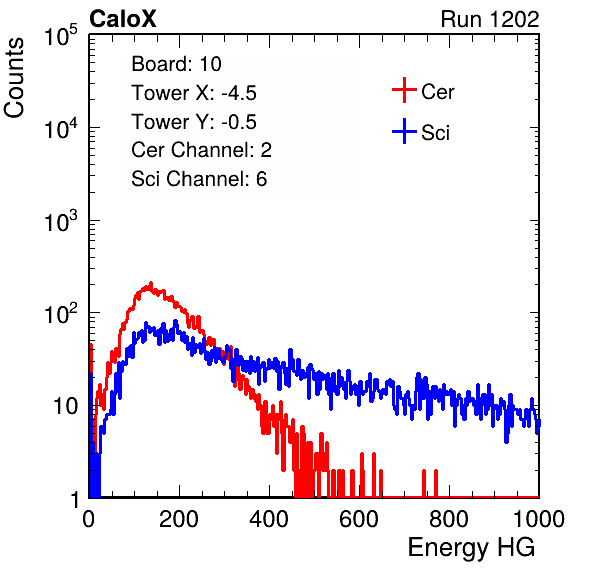 CaloX Run 1202
Counts
Board: 10
Tower X: -4.5
Tower Y: -0.5
Cer Channel: 2
Sci Channel: 6
Cer
Sci
10^5
10^4
10^3
10^2
10
1
0 200 400 600 800 1000
Energy HG